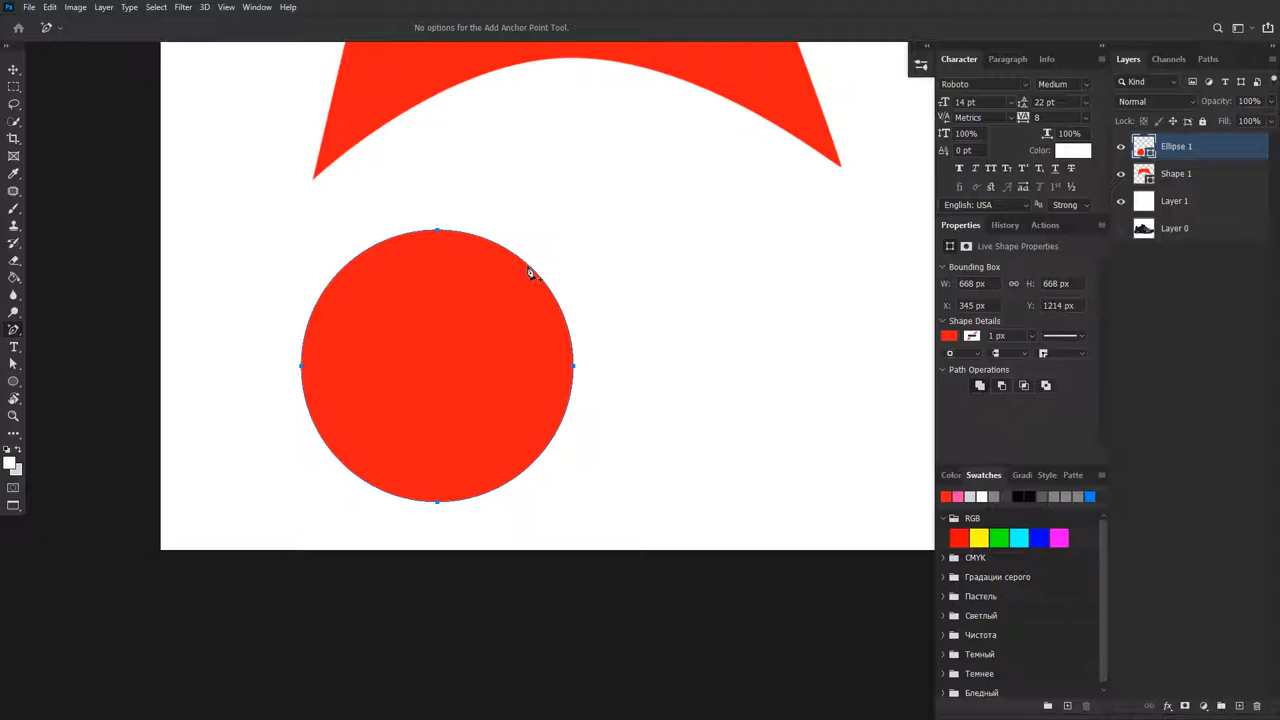 Ps File Edit Image Layer Type Select Filter 3D View Window Help
No options for the Add Anchor Point Tool.
Character Paragraph Info
Roboto Medium
14 pt 22 pt
Metrics 8
100% 100%
0 pt Color:
English: USA Strong
Properties History Actions
Live Shape Properties
Bounding Box
W: 668 px H: 668 px
X: 345 px Y: 1214 px
Shape Details
1 px
Path Operations
Color Swatches Gradi Style Patte
RGB
CMYK
Градации серого
Пастель
Светлый
Чистота
Темный
Темнее
Бледный
Layers Channels Paths
Kind
Normal Opacity: 100%
Lock: Fill: 100%
Ellipse 1
Shape 1
Layer 1
Layer 0